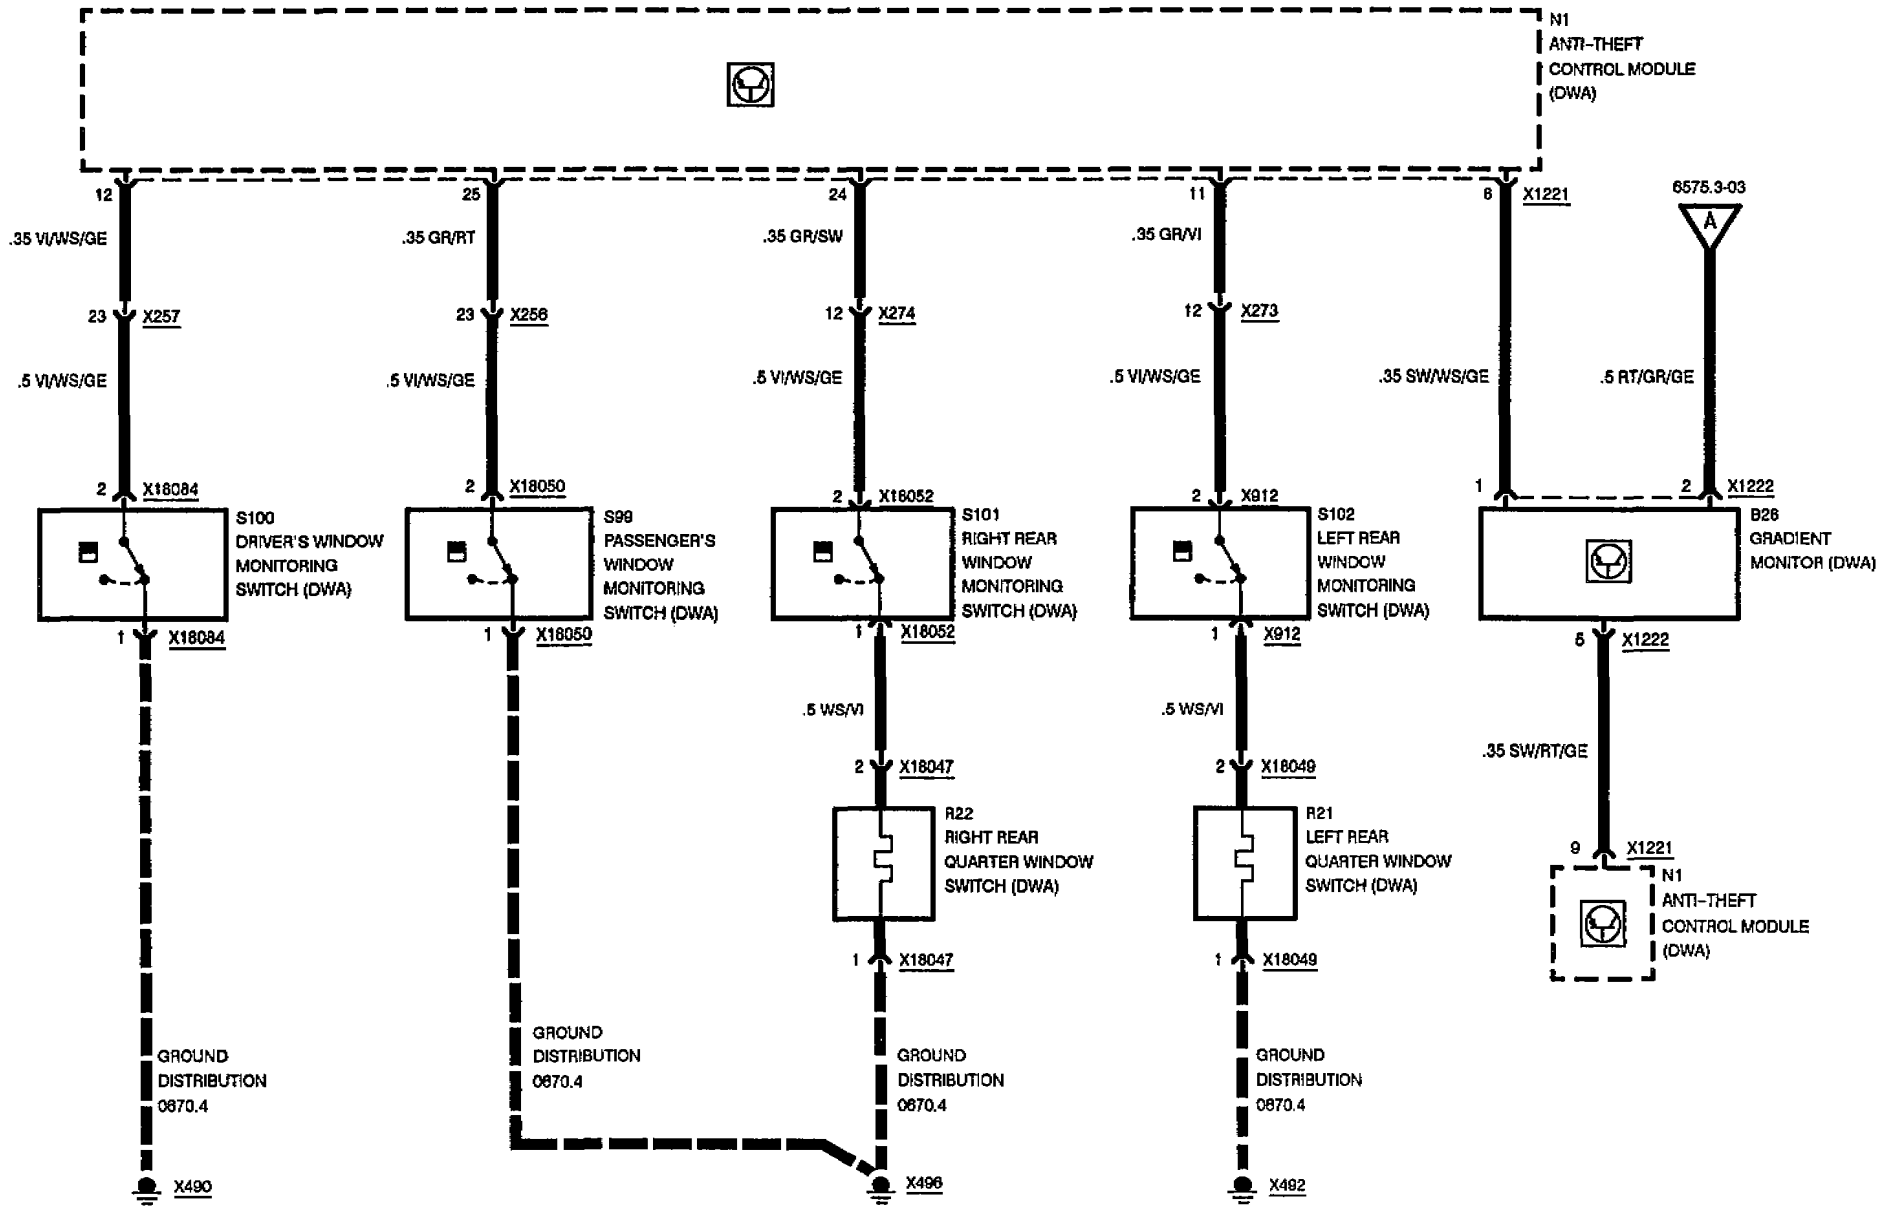 N1
ANTI-THEFT
CONTROL MODULE
(DWA)
12
25
24
11
6
X1221
6575.3-03
A
.35 VI/WS/GE
.35 GR/RT
.35 GR/SW
.35 GR/VI
23
X257
23
X256
12
X274
12
X273
.5 VI/WS/GE
.5 VI/WS/GE
.5 VI/WS/GE
.5 VI/WS/GE
.35 SW/WS/GE
.5 RT/GR/GE
2
X18084
2
X18050
2
X18052
2
X912
1
2
X1222
S100
DRIVER'S WINDOW
MONITORING
SWITCH (DWA)
S99
PASSENGER'S
WINDOW
MONITORING
SWITCH (DWA)
S101
RIGHT REAR
WINDOW
MONITORING
SWITCH (DWA)
S102
LEFT REAR
WINDOW
MONITORING
SWITCH (DWA)
B26
GRADIENT
MONITOR (DWA)
1
X18084
1
X18050
1
X18052
1
X912
5
X1222
.5 WS/VI
.5 WS/VI
.35 SW/RT/GE
2
X18047
2
X18049
R22
RIGHT REAR
QUARTER WINDOW
SWITCH (DWA)
R21
LEFT REAR
QUARTER WINDOW
SWITCH (DWA)
9
X1221
N1
ANTI-THEFT
CONTROL MODULE
(DWA)
1
X18047
1
X18049
GROUND
DISTRIBUTION
0670.4
GROUND
DISTRIBUTION
0670.4
GROUND
DISTRIBUTION
0670.4
GROUND
DISTRIBUTION
0670.4
X490
X496
X492